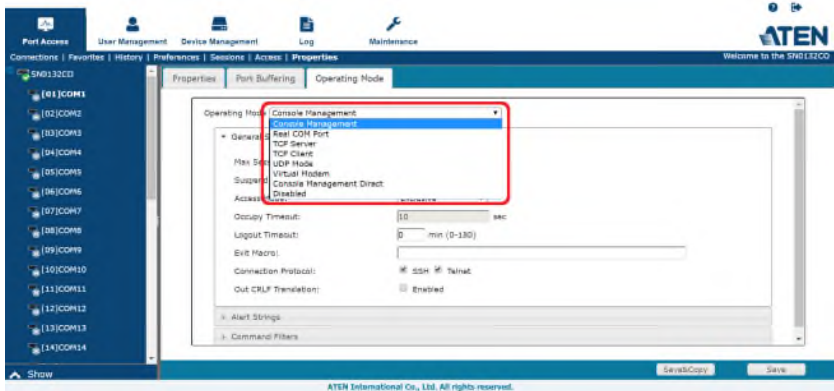 ATEN
Port Access
User Management
Device Management
Log
Maintenance
Connections | Favorites | History | Preferences | Sessions | Access | Properties
Welcome to the SN0132CO
SN0132CO
[01]COM1
[02]COM2
[03]COM3
[04]COM4
[05]COM5
[06]COM6
[07]COM7
[08]COM8
[09]COM9
[10]COM10
[11]COM11
[12]COM12
[13]COM13
[14]COM14
Show
Properties
Port Buffering
Operating Mode
Operating Mode Console Management
Console Management
Real COM Port
TCP Server
TCP Client
UDP Mode
Virtual Modem
Console Management Direct
Disabled
General S
Max Ses
Suspend
Access
Occupy Timeout: 10 sec
Logout Timeout: 0 min (0-180)
Exit Macro:
Connection Protocol: SSH Telnet
Out CRLF Translation: Enabled
Alert Strings
Command Filters
Save&Copy
Save
ATEN International Co., Ltd. All rights reserved.